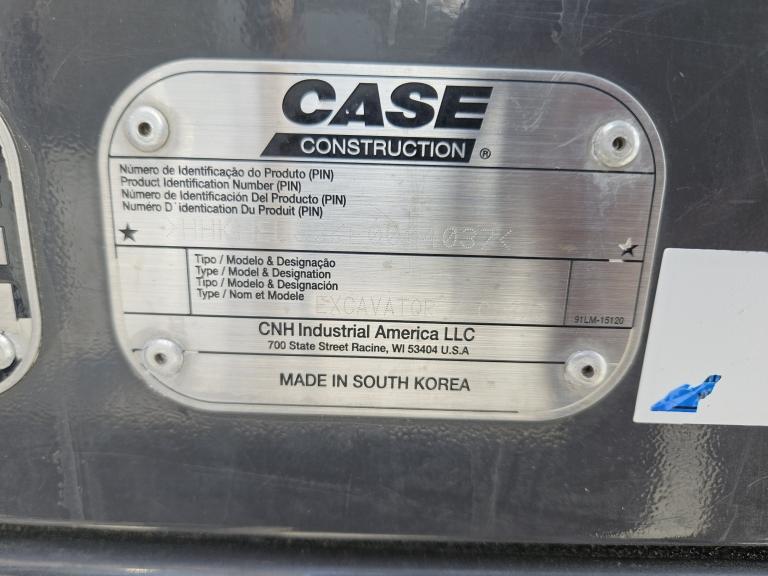 CASE
CONSTRUCTION ®
Número de Identificação do Produto (PIN)
Product Identification Number (PIN)
Número de Identificación Del Producto (PIN)
Numéro D'identication Du Produit (PIN)
Tipo / Modelo & Designação
Type / Model & Designation
Tipo / Modelo & Designación
Type / Nom et Modele
EXCAVATOR
91LM-15120
CNH Industrial America LLC
700 State Street Racine, WI 53404 U.S.A
MADE IN SOUTH KOREA